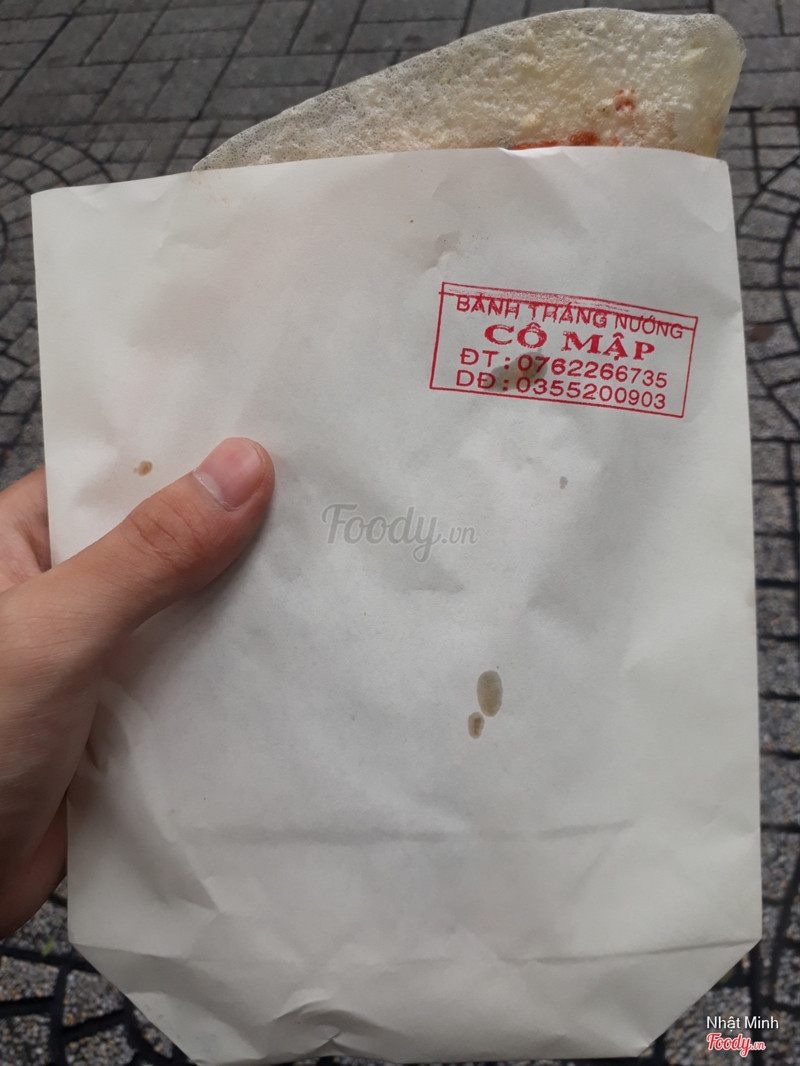 BÁNH TRÁNG NƯỚNG
CÔ MẬP
ĐT : 0762266735
DĐ : 0355200903
Foody.vn
Nhật Minh
Foody.vn